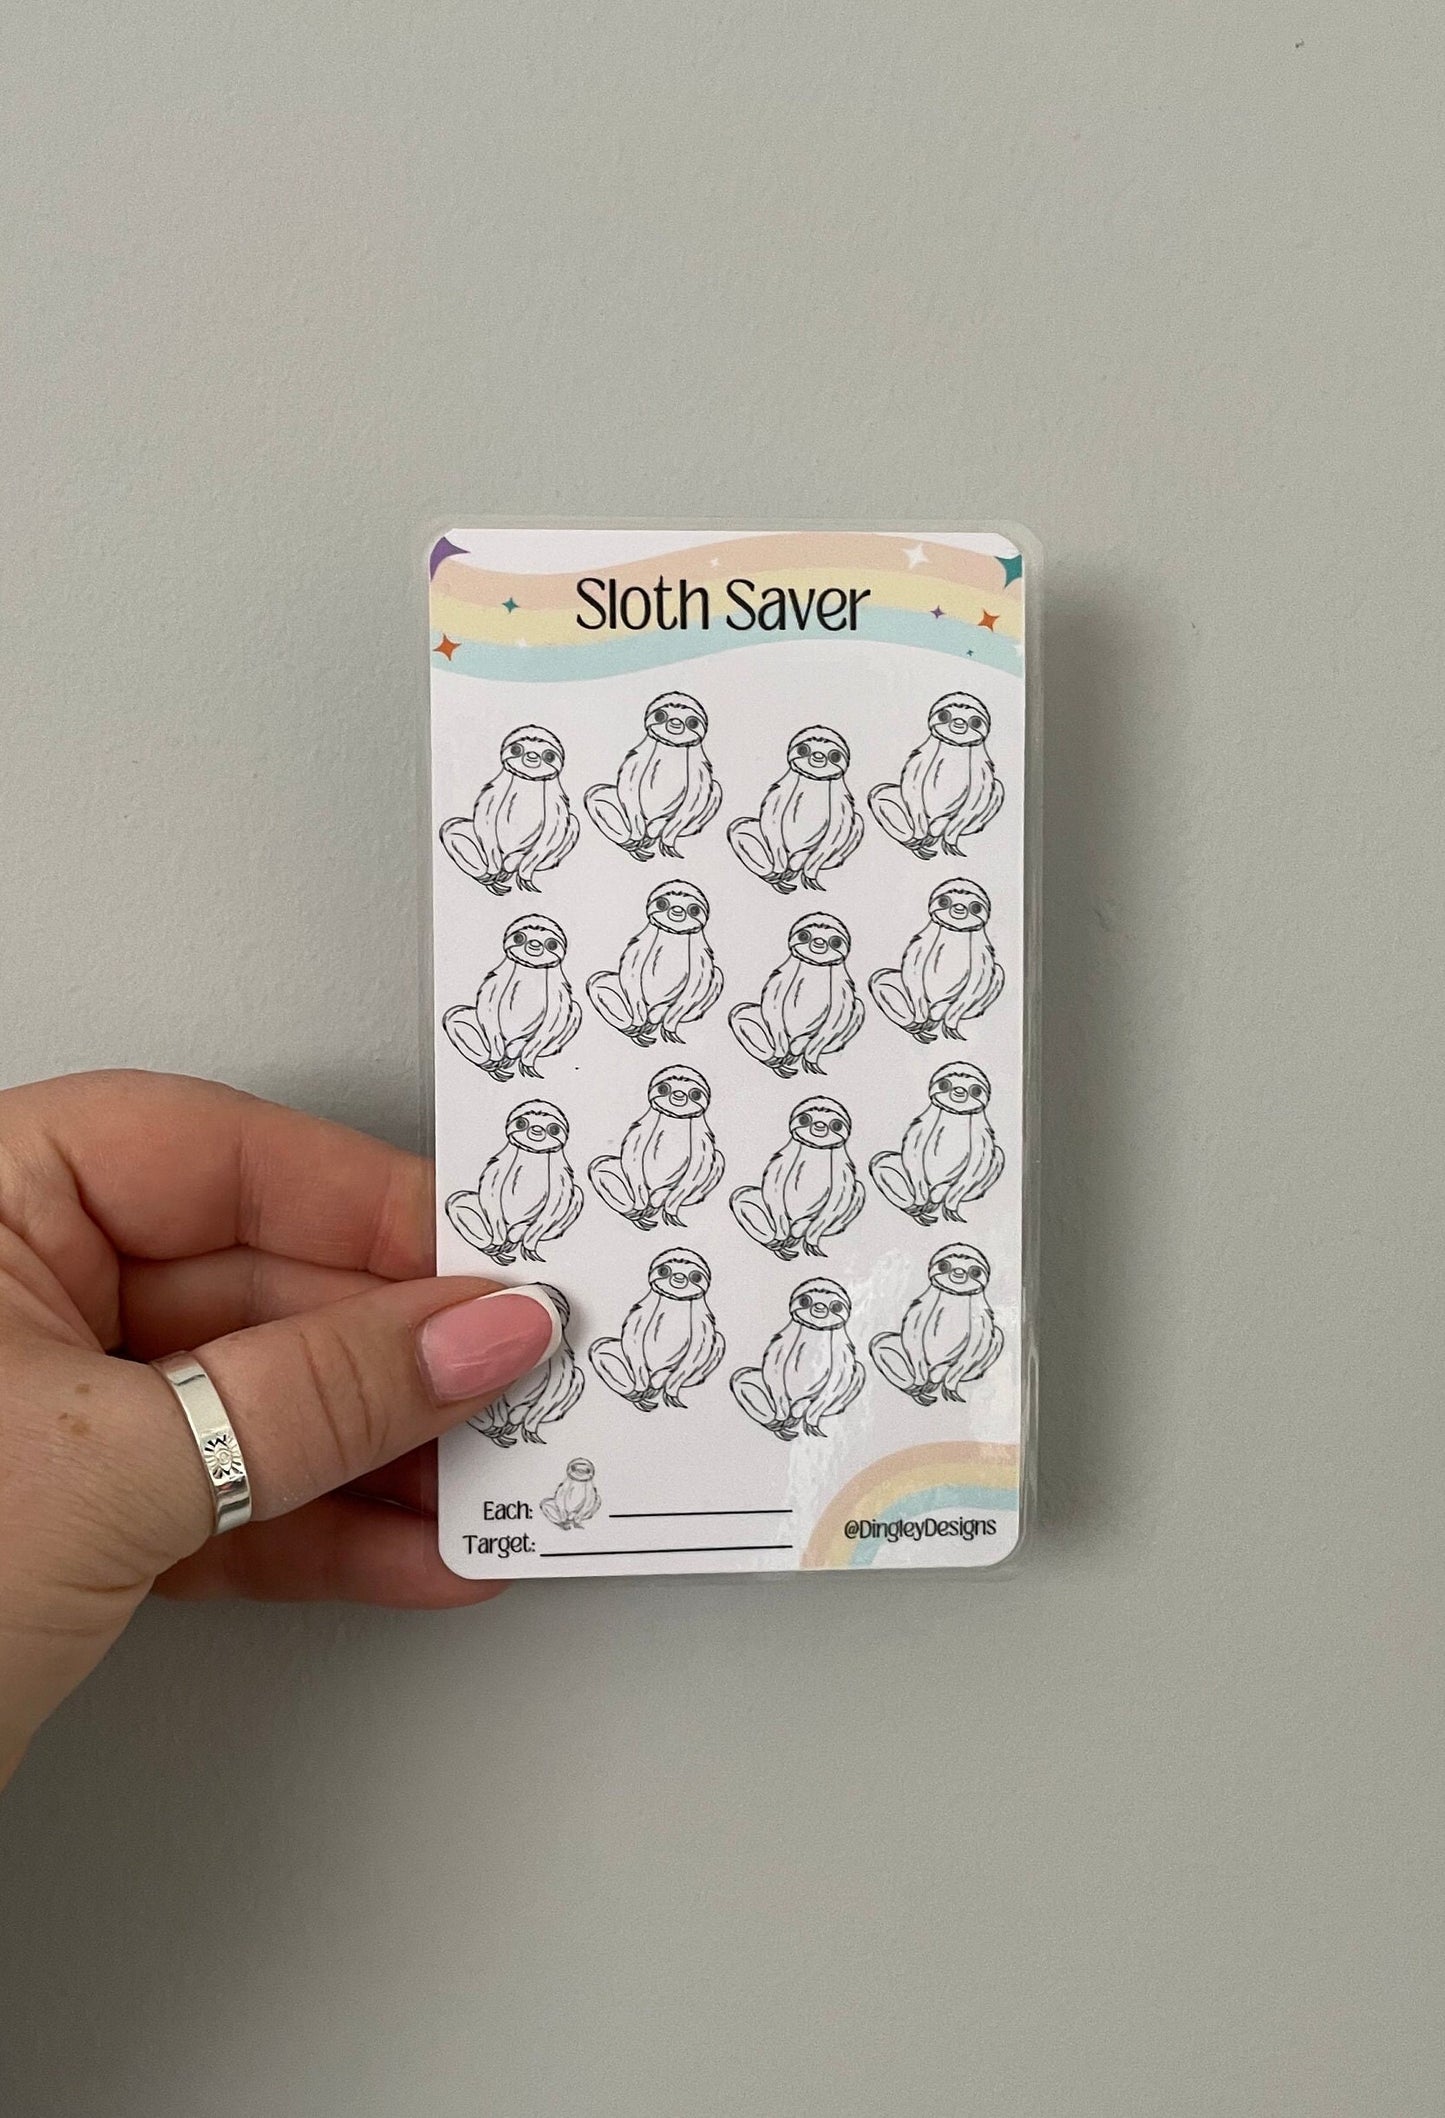 Sloth Saver
Each:
Target:
@DingleyDesigns